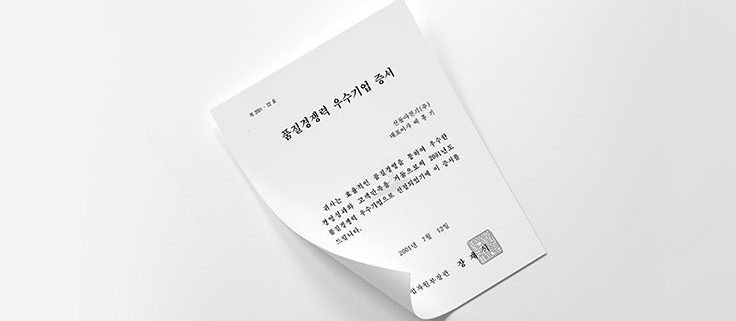 제 2001 - 22 호
품질경쟁력 우수기업 증서
신동아전기(주)
대표이사 이 홍 기
귀사는 효율적인 품질경영을 통하여 우수한
경영성과와 고객만족을 거둠으로써 2001년도
품질경쟁력 우수기업으로 선정되었기에 이 증서를
드립니다.
2001년 7월 12일
업자원부장관 장 재 식